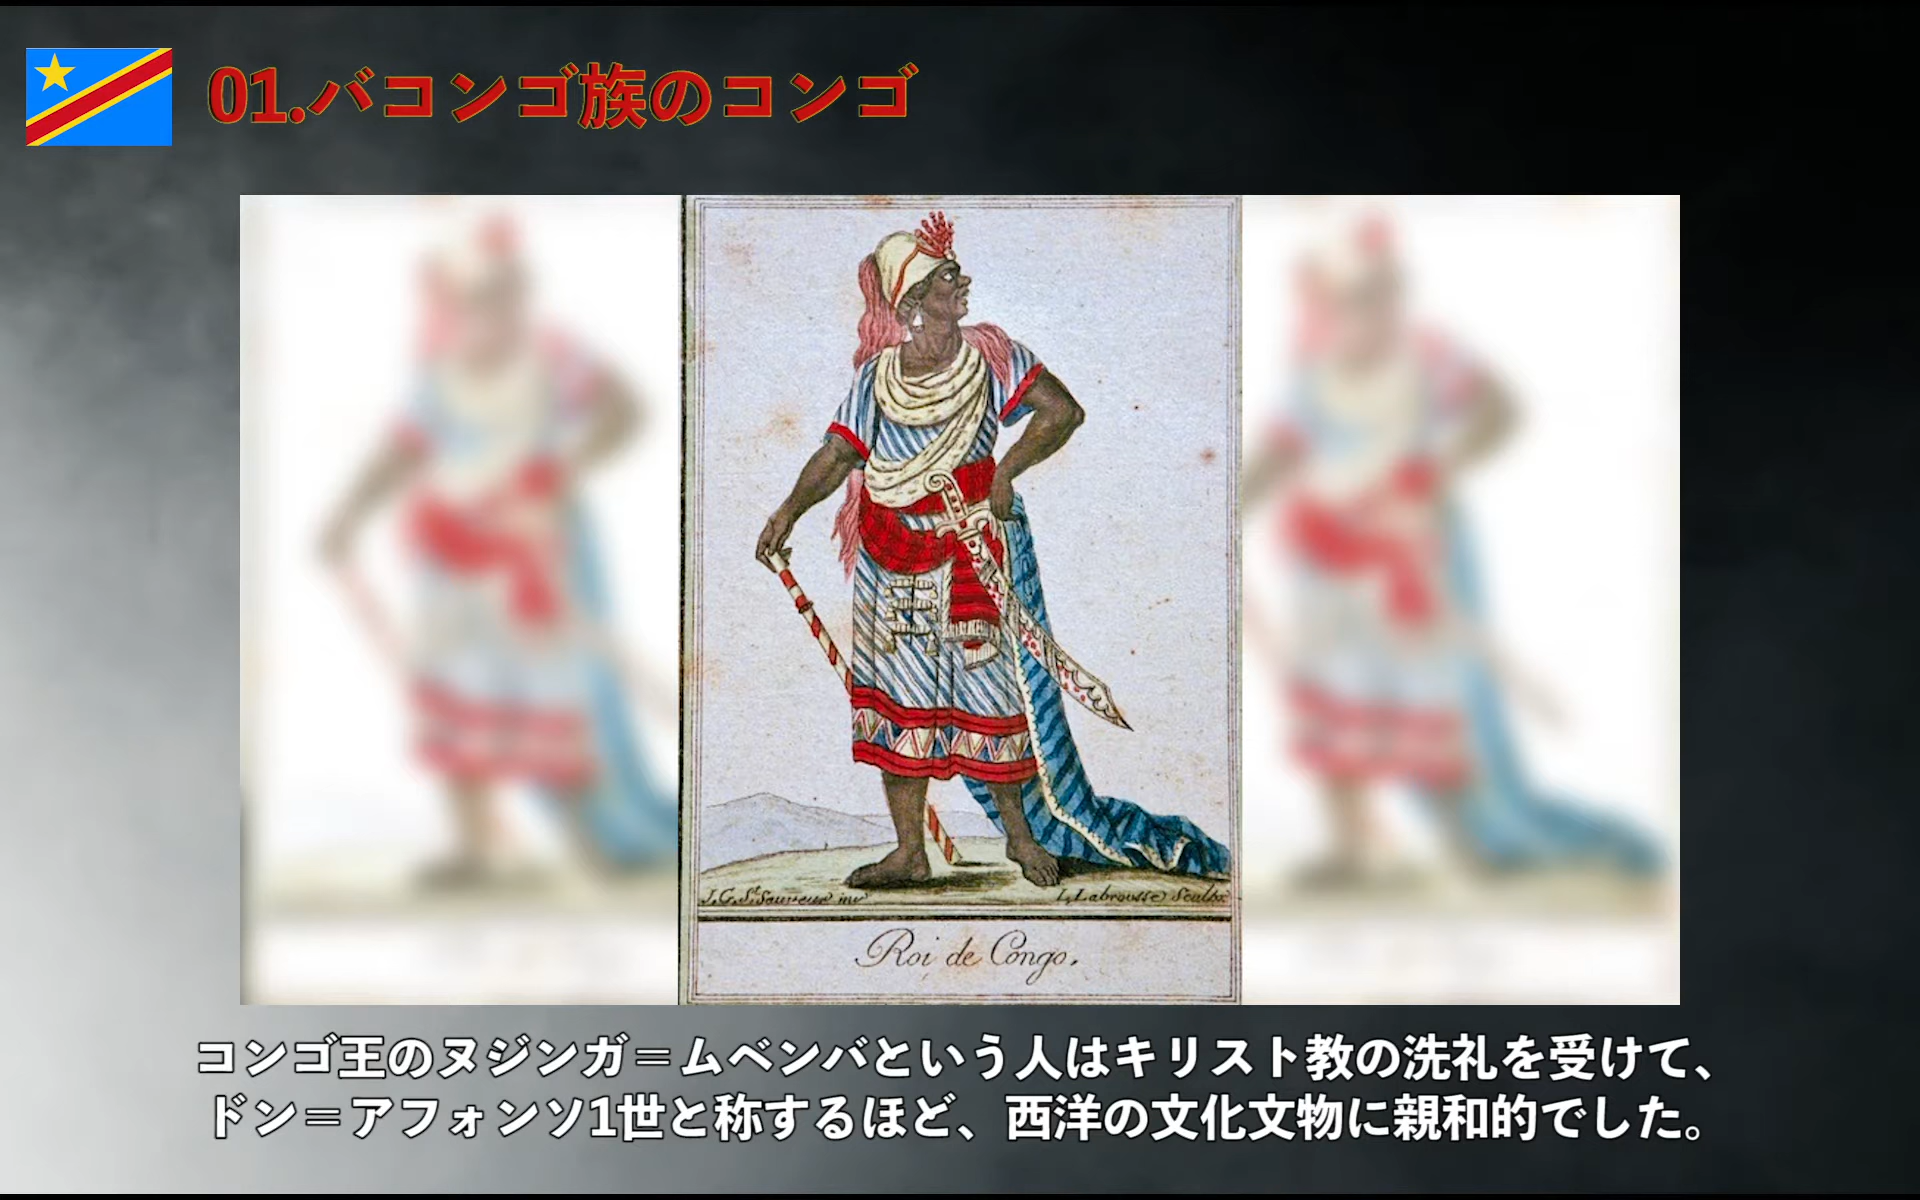 01.バコンゴ族のコンゴ
J.G.St Sauveur inv
L. Labrousse Sculp
Roi de Congo.
コンゴ王のヌジンガ＝ムベンバという人はキリスト教の洗礼を受けて、
ドン＝アフォンソ1世と称するほど、西洋の文化文物に親和的でした。